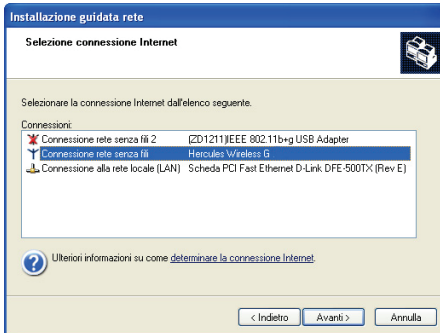 Installazione guidata rete
Selezione connessione Internet
Selezionare la connessione Internet dall'elenco seguente.
Connessioni:
Connessione rete senza fili 2 (ZD1211)IEEE 802.11b+g USB Adapter
Connessione rete senza fili Hercules Wireless G
Connessione alla rete locale (LAN) Scheda PCI Fast Ethernet D-Link DFE-500TX (Rev E)
Ulteriori informazioni su come determinare la connessione Internet.
< Indietro Avanti > Annulla